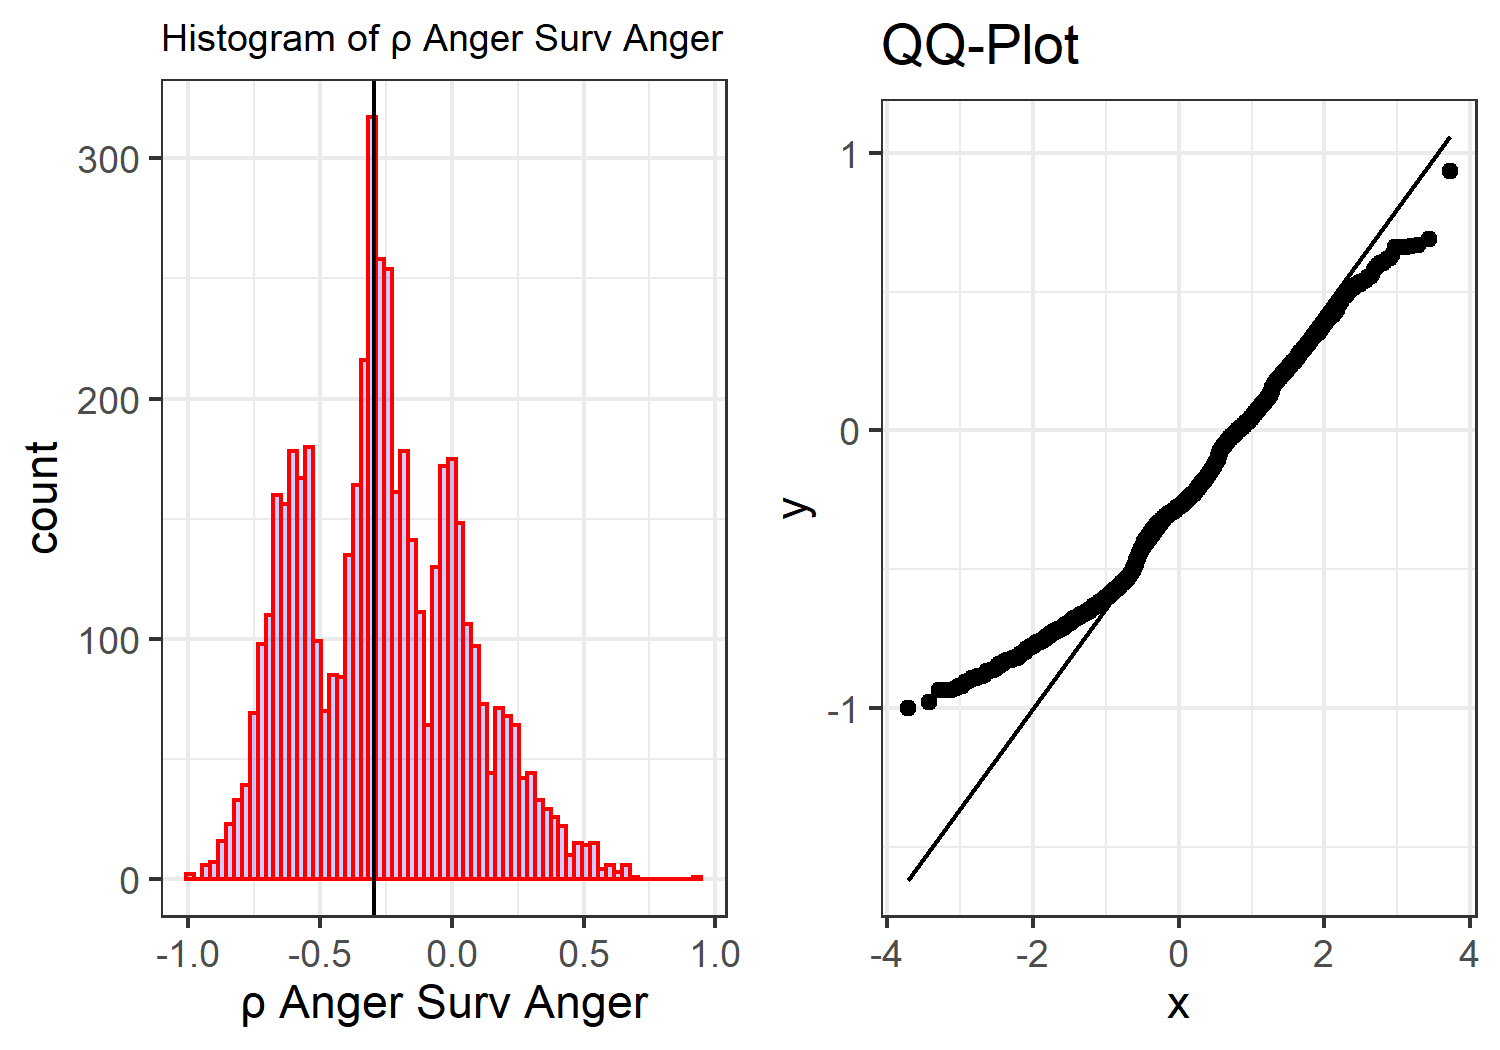 Histogram of ρ Anger Surv Anger
300
200
100
0
count
-1.0 -0.5 0.0 0.5 1.0
ρ Anger Surv Anger
QQ-Plot
1
0
-1
y
-4 -2 0 2 4
x